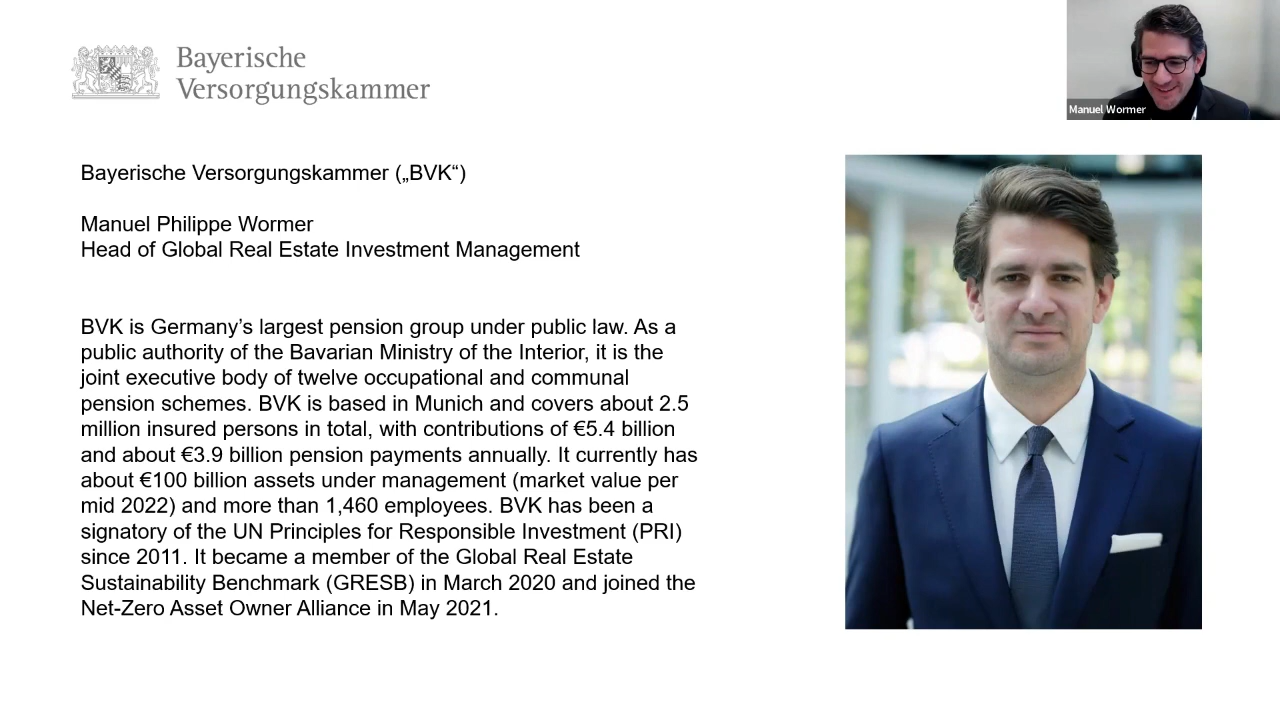 Bayerische
Versorgungskammer
Manuel Wormer
Bayerische Versorgungskammer („BVK“)
Manuel Philippe Wormer
Head of Global Real Estate Investment Management
BVK is Germany’s largest pension group under public law. As a
public authority of the Bavarian Ministry of the Interior, it is the
joint executive body of twelve occupational and communal
pension schemes. BVK is based in Munich and covers about 2.5
million insured persons in total, with contributions of €5.4 billion
and about €3.9 billion pension payments annually. It currently has
about €100 billion assets under management (market value per
mid 2022) and more than 1,460 employees. BVK has been a
signatory of the UN Principles for Responsible Investment (PRI)
since 2011. It became a member of the Global Real Estate
Sustainability Benchmark (GRESB) in March 2020 and joined the
Net-Zero Asset Owner Alliance in May 2021.